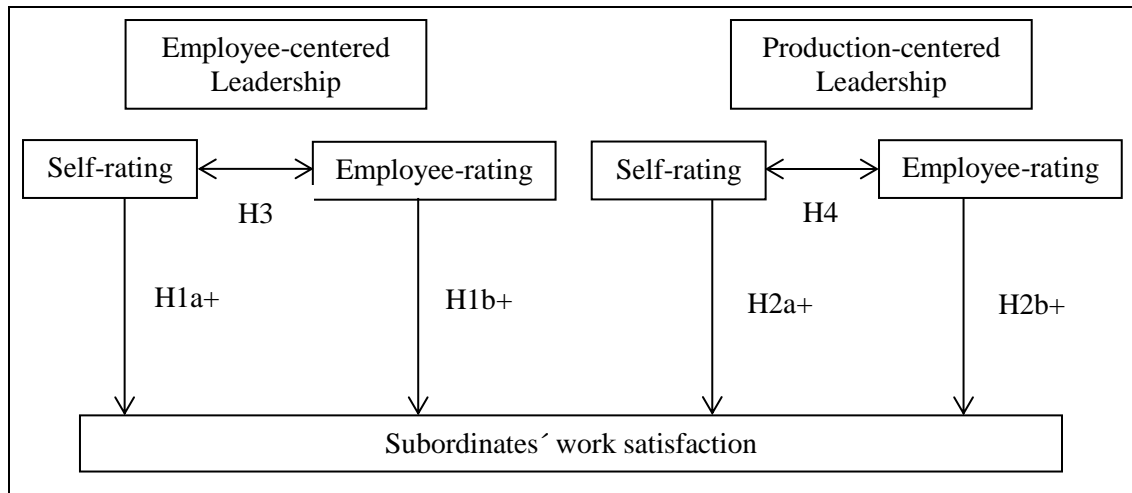 Employee-centered
Leadership
Production-centered
Leadership
Self-rating
Employee-rating
Self-rating
Employee-rating
H3
H4
H1a+
H1b+
H2a+
H2b+
Subordinates´ work satisfaction